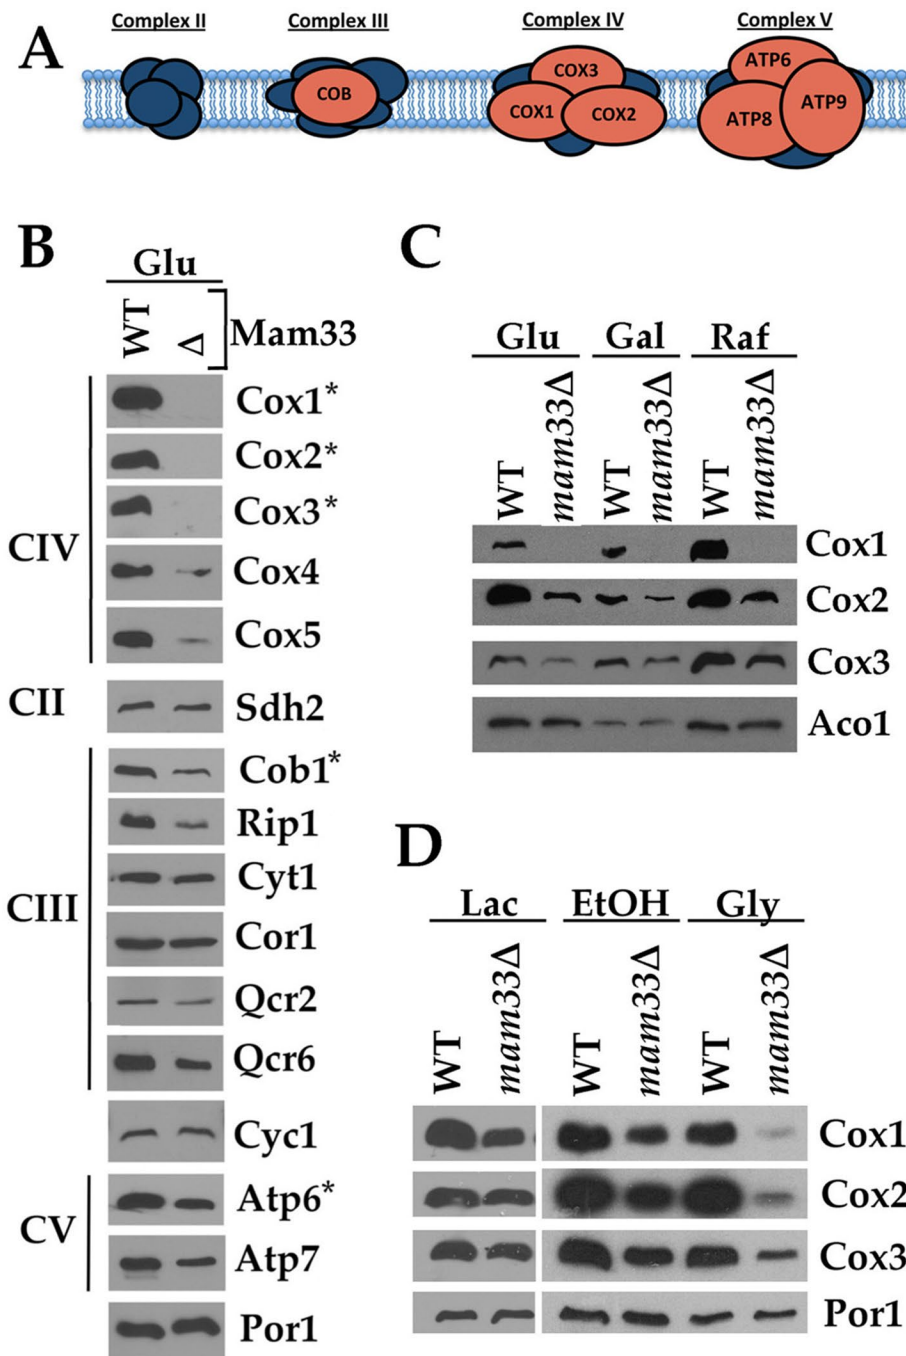 A
Complex II
Complex III
Complex IV
Complex V
COB
COX3
COX1
COX2
ATP6
ATP8
ATP9
B
Glu
WT
Δ
Mam33
CIV
Cox1*
Cox2*
Cox3*
Cox4
Cox5
CII
Sdh2
CIII
Cob1*
Rip1
Cyt1
Cor1
Qcr2
Qcr6
Cyc1
CV
Atp6*
Atp7
Por1
C
Glu Gal Raf
WT mam33Δ WT mam33Δ WT mam33Δ
Cox1
Cox2
Cox3
Aco1
D
Lac EtOH Gly
WT mam33Δ WT mam33Δ WT mam33Δ
Cox1
Cox2
Cox3
Por1